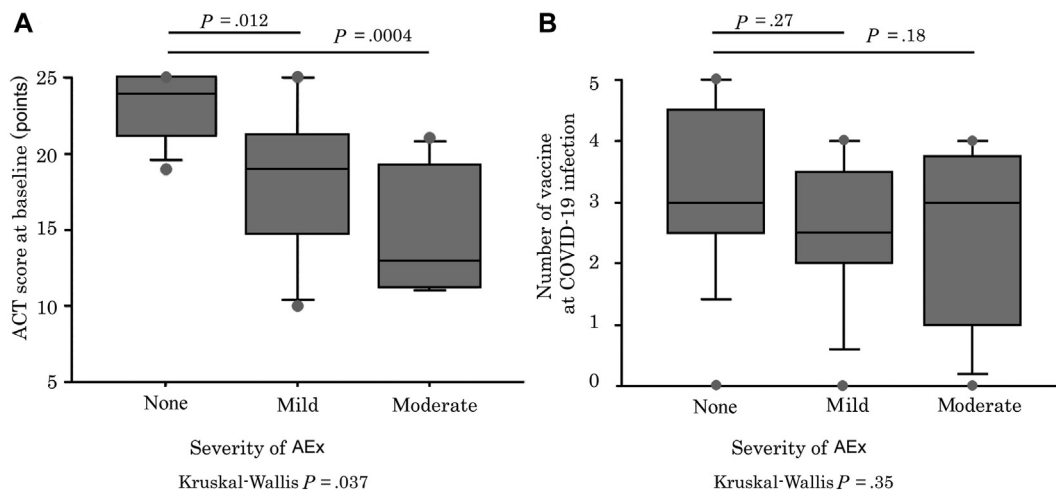 A
P = .012
P = .0004
ACT score at baseline (points)
25
20
15
10
5
None Mild Moderate
Severity of AEx
Kruskal-Wallis P = .037
B
P = .27
P = .18
Number of vaccine
at COVID-19 infection
5
4
3
2
1
0
None Mild Moderate
Severity of AEx
Kruskal-Wallis P = .35